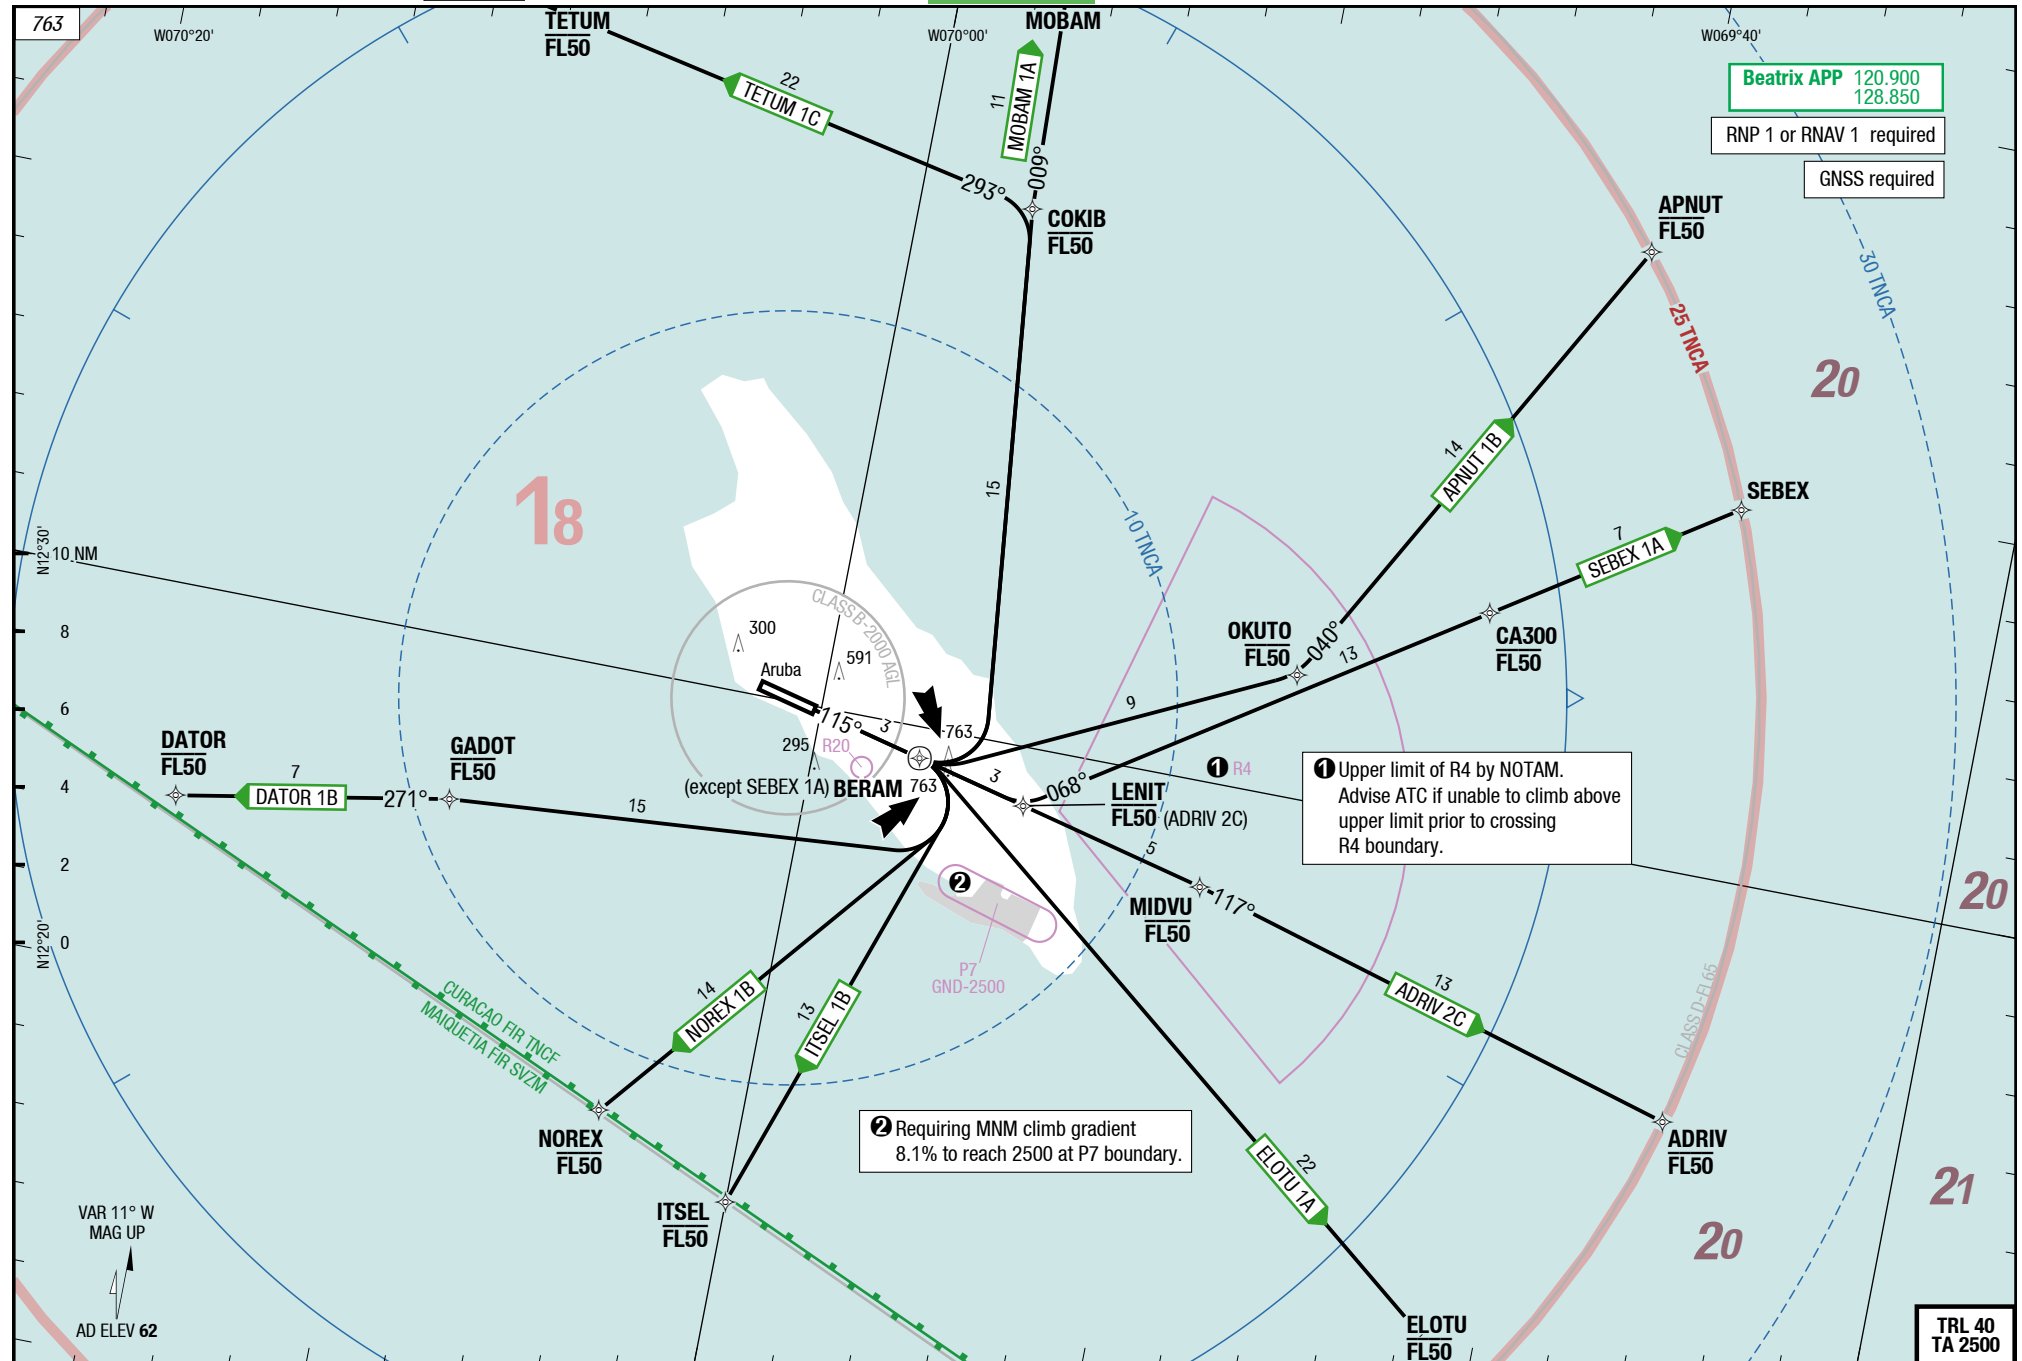 763
W070°20'
TETUM
FL50
W070°00'
MOBAM
W069°40'
Beatrix APP 120.900
128.850
RNP 1 or RNAV 1 required
GNSS required
22
TETUM 1C
11
MOBAM 1A
009°
293°
COKIB
FL50
APNUT
FL50
30 TNCA
25 TNCA
20
14
APNUT 1B
SEBEX
7
SEBEX 1A
15
18
10 TNCA
N12°30'
10 NM
8
6
4
2
0
N12°20'
CLASS B-2000 AGL
300
591
Aruba
OKUTO
FL50
040°
13
CA300
FL50
9
115°
3
763
R20
295
(except SEBEX 1A) BERAM
763
3
068°
LENIT
FL50 (ADRIV 2C)
1 R4
1 Upper limit of R4 by NOTAM.
Advise ATC if unable to climb above
upper limit prior to crossing
R4 boundary.
DATOR
FL50
7
DATOR 1B
271°
GADOT
FL50
15
5
2
MIDVU
FL50
117°
20
P7
GND-2500
14
NOREX 1B
13
ITSEL 1B
13
ADRIV 2C
CLASS D-FL65
CURACAO FIR TNCF
MAIQUETIA FIR SVZM
NOREX
FL50
2 Requiring MNM climb gradient
8.1% to reach 2500 at P7 boundary.
22
ELOTU 1A
ADRIV
FL50
21
20
ITSEL
FL50
VAR 11° W
MAG UP
AD ELEV 62
ELOTU
FL50
TRL 40
TA 2500